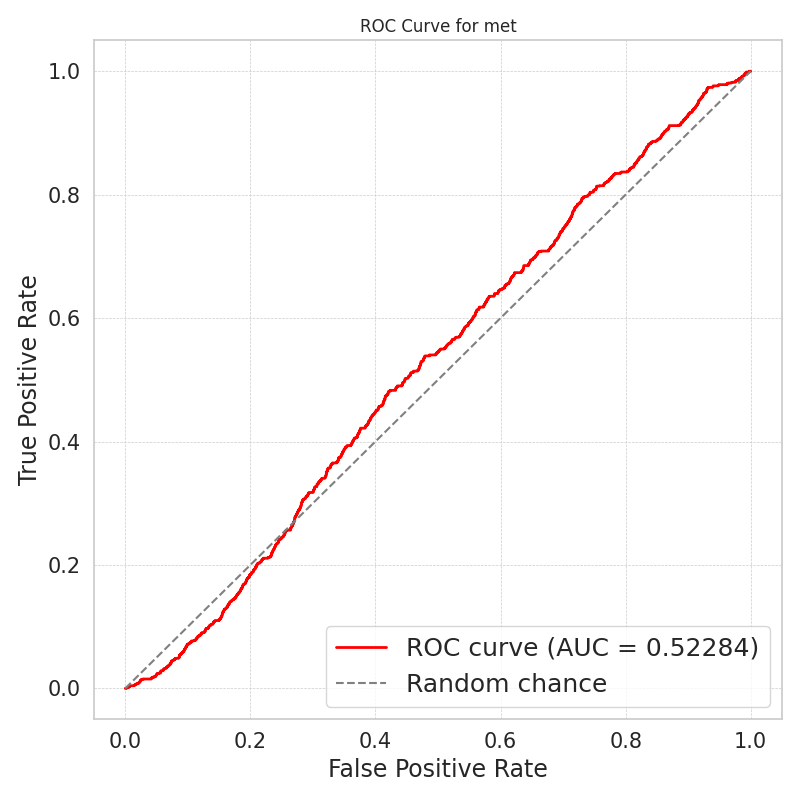 ROC Curve for met
True Positive Rate
1.0
0.8
0.6
0.4
0.2
0.0
ROC curve (AUC = 0.52284)
Random chance
0.0 0.2 0.4 0.6 0.8 1.0
False Positive Rate